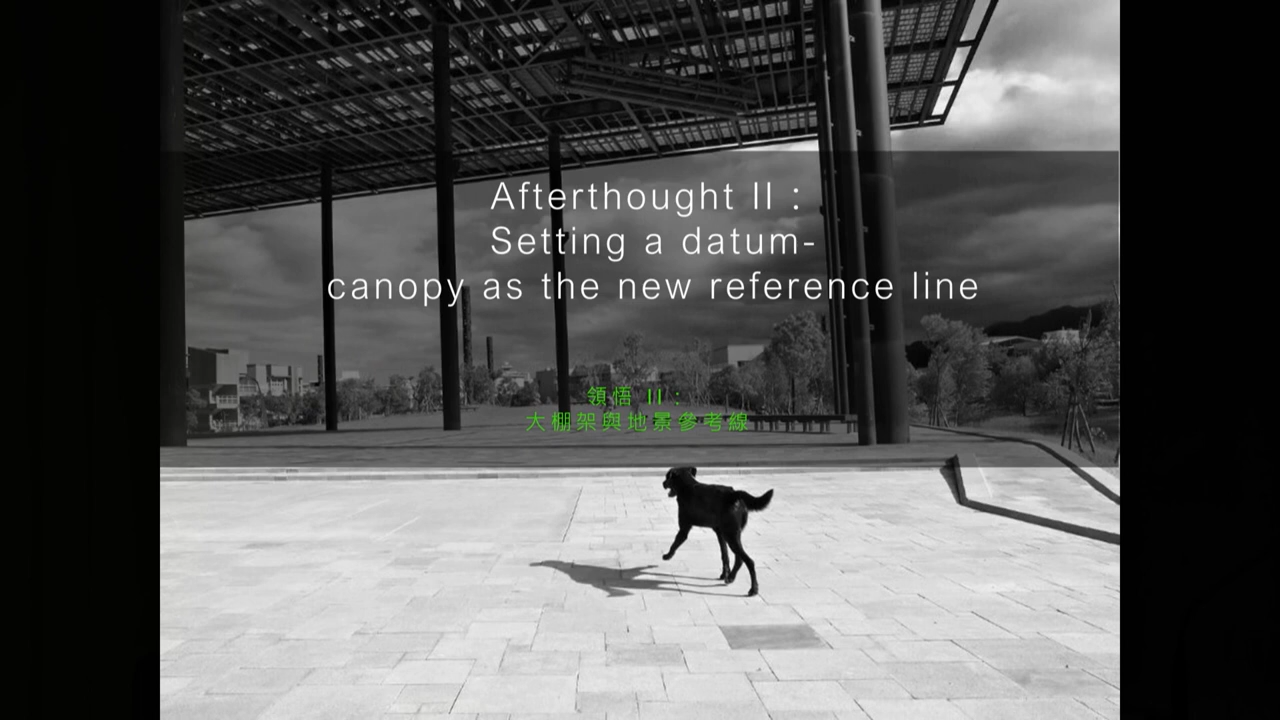 Afterthought II :
Setting a datum-
canopy as the new reference line
領悟 II :
大棚架與地景參考線